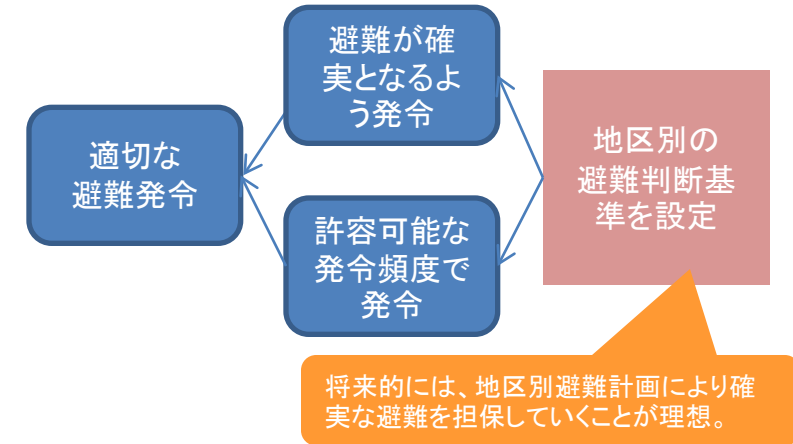 避難が確
実となるよ
う発令
適切な
避難発令
地区別の
避難判断基
準を設定
許容可能な
発令頻度で
発令
将来的には、地区別避難計画により確
実な避難を担保していくことが理想。